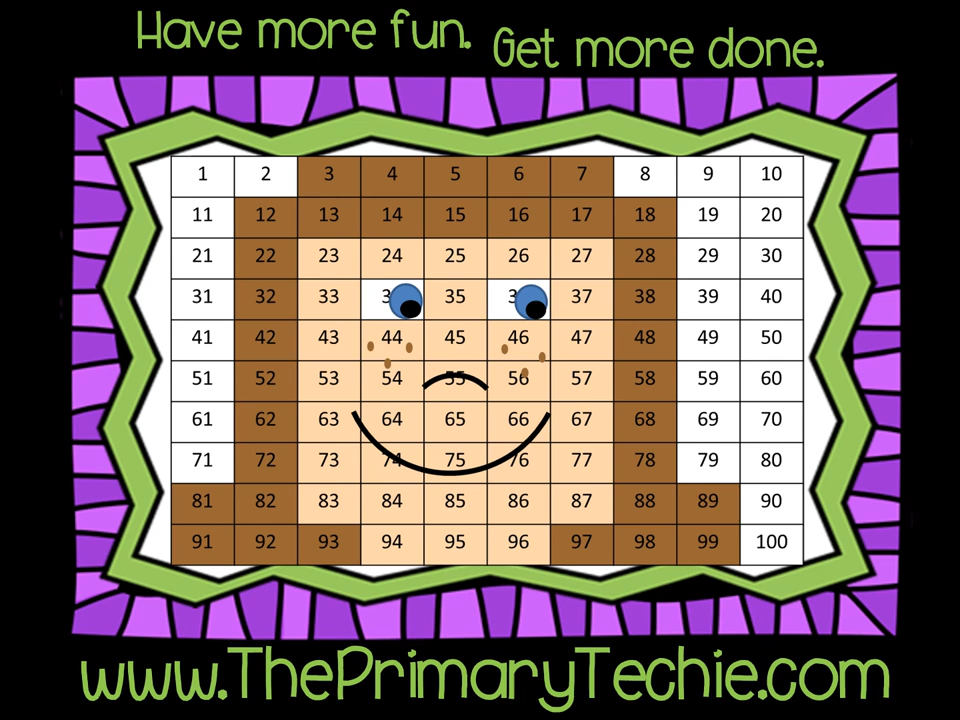 Have more fun. Get more done.
1 2 3 4 5 6 7 8 9 10
11 12 13 14 15 16 17 18 19 20
21 22 23 24 25 26 27 28 29 30
31 32 33 35 37 38 39 40
41 42 43 44 45 46 47 48 49 50
51 52 53 54 55 56 57 58 59 60
61 62 63 64 65 66 67 68 69 70
71 72 73 74 75 76 77 78 79 80
81 82 83 84 85 86 87 88 89 90
91 92 93 94 95 96 97 98 99 100
www.ThePrimaryTechie.com